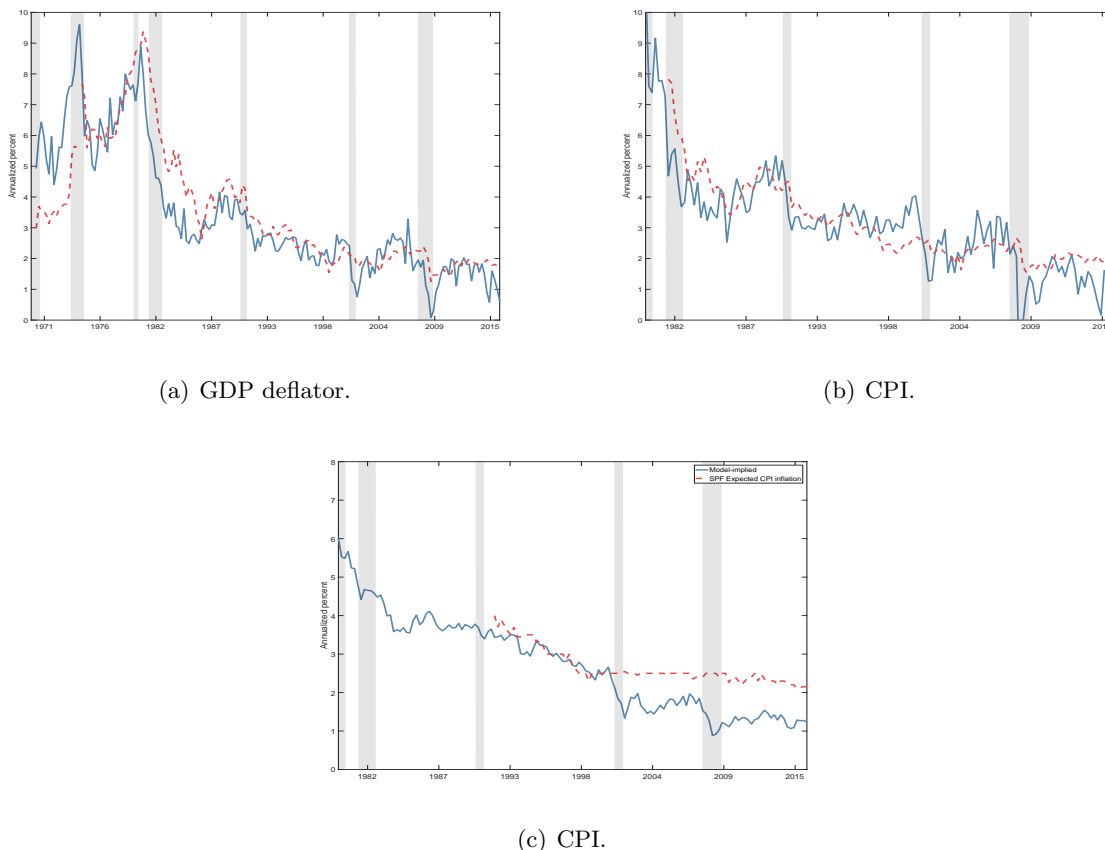 10
9
8
7
6
5
4
3
2
1
0
Annualized percent
1971 1976 1982 1987 1993 1998 2004 2009 2015
(a) GDP deflator.
10
9
8
7
6
5
4
3
2
1
0
Annualized percent
1982 1987 1993 1998 2004 2009 201
(b) CPI.
8
7
6
5
4
3
2
1
0
Annualized percent
Model-implied
SPF Expected CPI inflation
1982 1987 1993 1998 2004 2009 2015
(c) CPI.